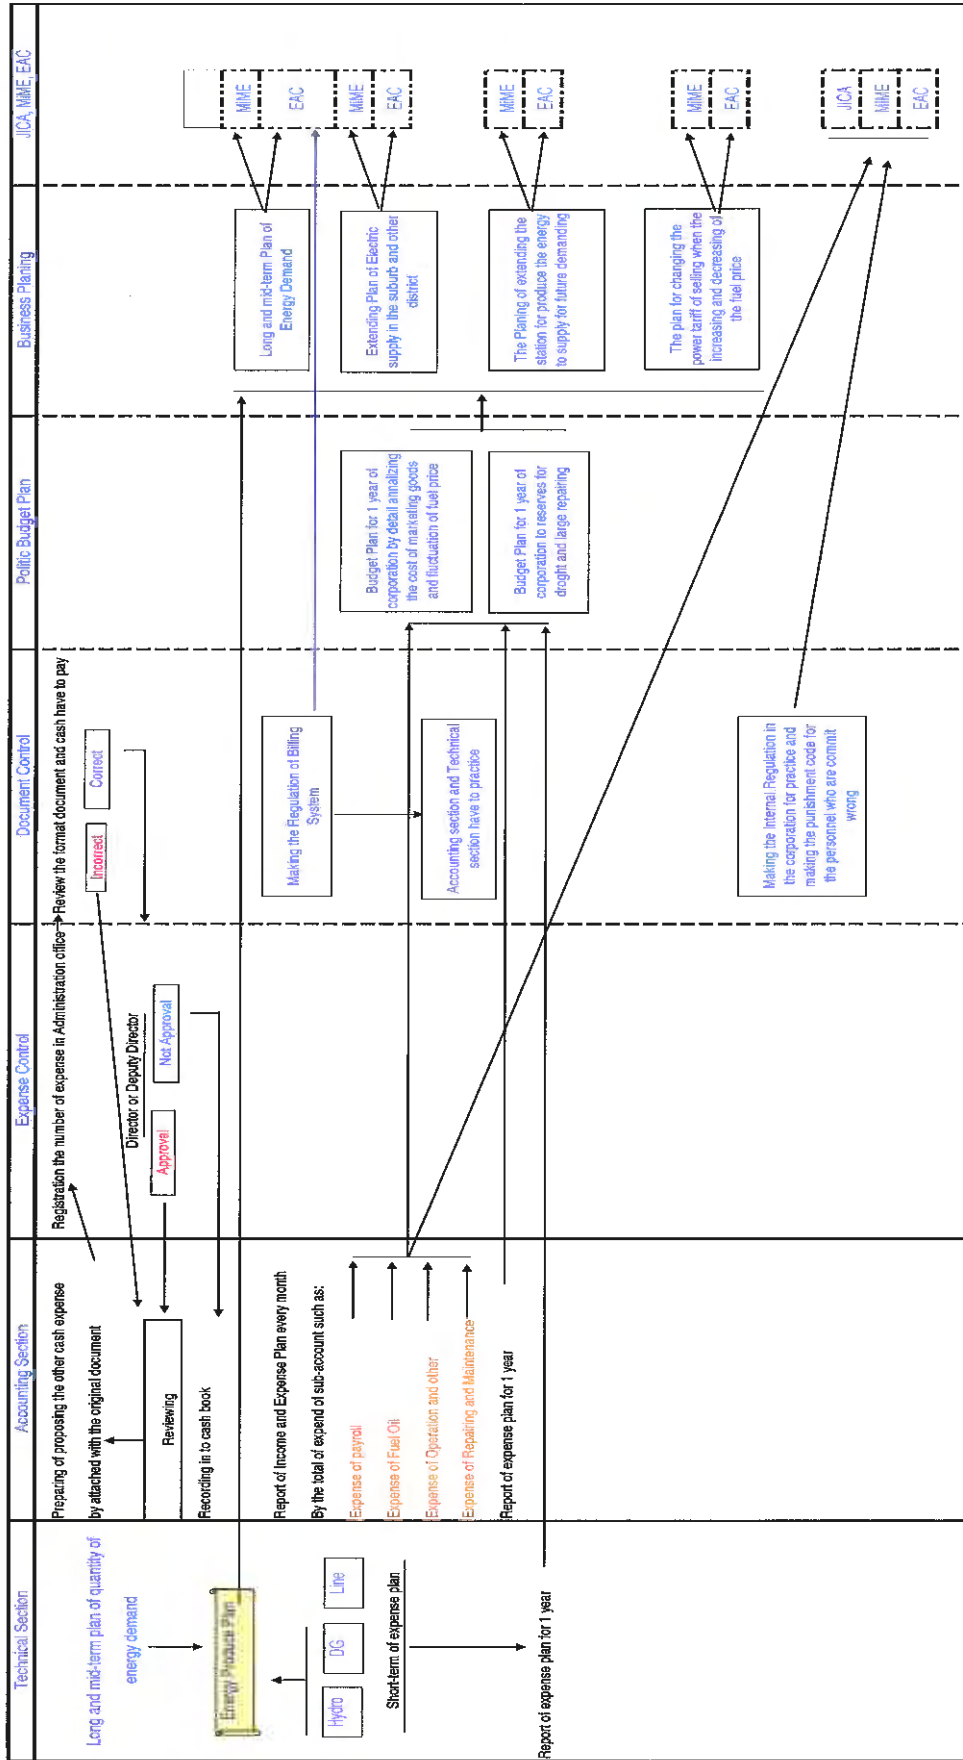 Technical Section
Accounting Section
Expense Control
Document Control
Politic Budget Plan
Business Planing
JICA, MIME, EAC
Long and mid-term plan of quantity of
energy demand
Energy Produce Plan
Hydro
DG
Line
Short-term of expense plan
Report of expense plan for 1 year
Preparing of proposing the other cash expense
by attached with the original document
Reviewing
Recording in to cash book
Report of Income and Expense Plan every month
By the total of expend of sub-account such as:
Expense of payroll
Expense of Fuel Oil
Expense of Operation and other
Expense of Repairing and Maintenance
Report of expense plan for 1 year
Registration the number of expense in Administration office
Director or Deputy Director
Approval
Not Approval
Review the format document and cash have to pay
Incorrect
Correct
Making the Regulation of Billing
System
Accounting section and Technical
section have to practice
Making the Internal Regulation in
the corporation for practice and
making the punishment code for
the personnel who are commit
wrong
Budget Plan for 1 year of
corporation by detail annalizing
the cost of marketing goods
and fluctuation of fuel price
Budget Plan for 1 year of
corporation to reserves for
droght and large repairing
Long and mid-term Plan of
Energy Demand
Extending Plan of Electric
supply in the suburb and other
district
The Planing of extending the
station for produce the energy
to supply for future demanding
The plan for changing the
power tariff of selling when the
increasing and decreasing of
the fuel price
MIME
EAC
MIME
EAC
MIME
EAC
MIME
EAC
JICA
MIME
EAC